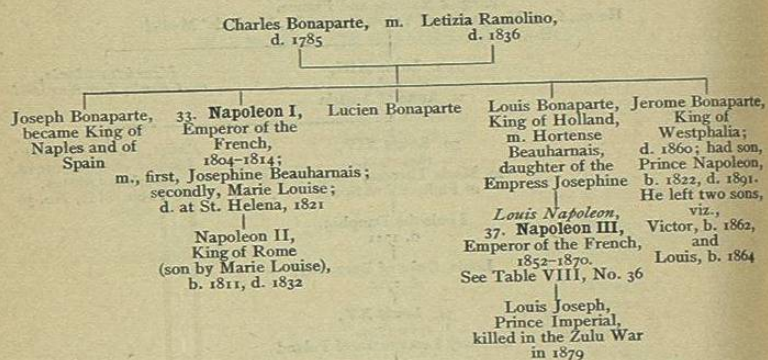 Charles Bonaparte, m. Letizia Ramolino,
d. 1785 d. 1836
Joseph Bonaparte,
became King of
Naples and of
Spain
33. Napoleon I,
Emperor of the
French,
1804–1814;
m., first, Josephine Beauharnais;
secondly, Marie Louise;
d. at St. Helena, 1821
Napoleon II,
King of Rome
(son by Marie Louise),
b. 1811, d. 1832
Lucien Bonaparte
Louis Bonaparte,
King of Holland,
m. Hortense
Beauharnais,
daughter of the
Empress Josephine
Louis Napoleon,
37. Napoleon III,
Emperor of the French,
1852–1870.
See Table VIII, No. 36
Louis Joseph,
Prince Imperial,
killed in the Zulu War
in 1879
Jerome Bonaparte,
King of
Westphalia;
d. 1860; had son,
Prince Napoleon,
b. 1822, d. 1891.
He left two sons,
viz.,
Victor, b. 1862,
and
Louis, b. 1864